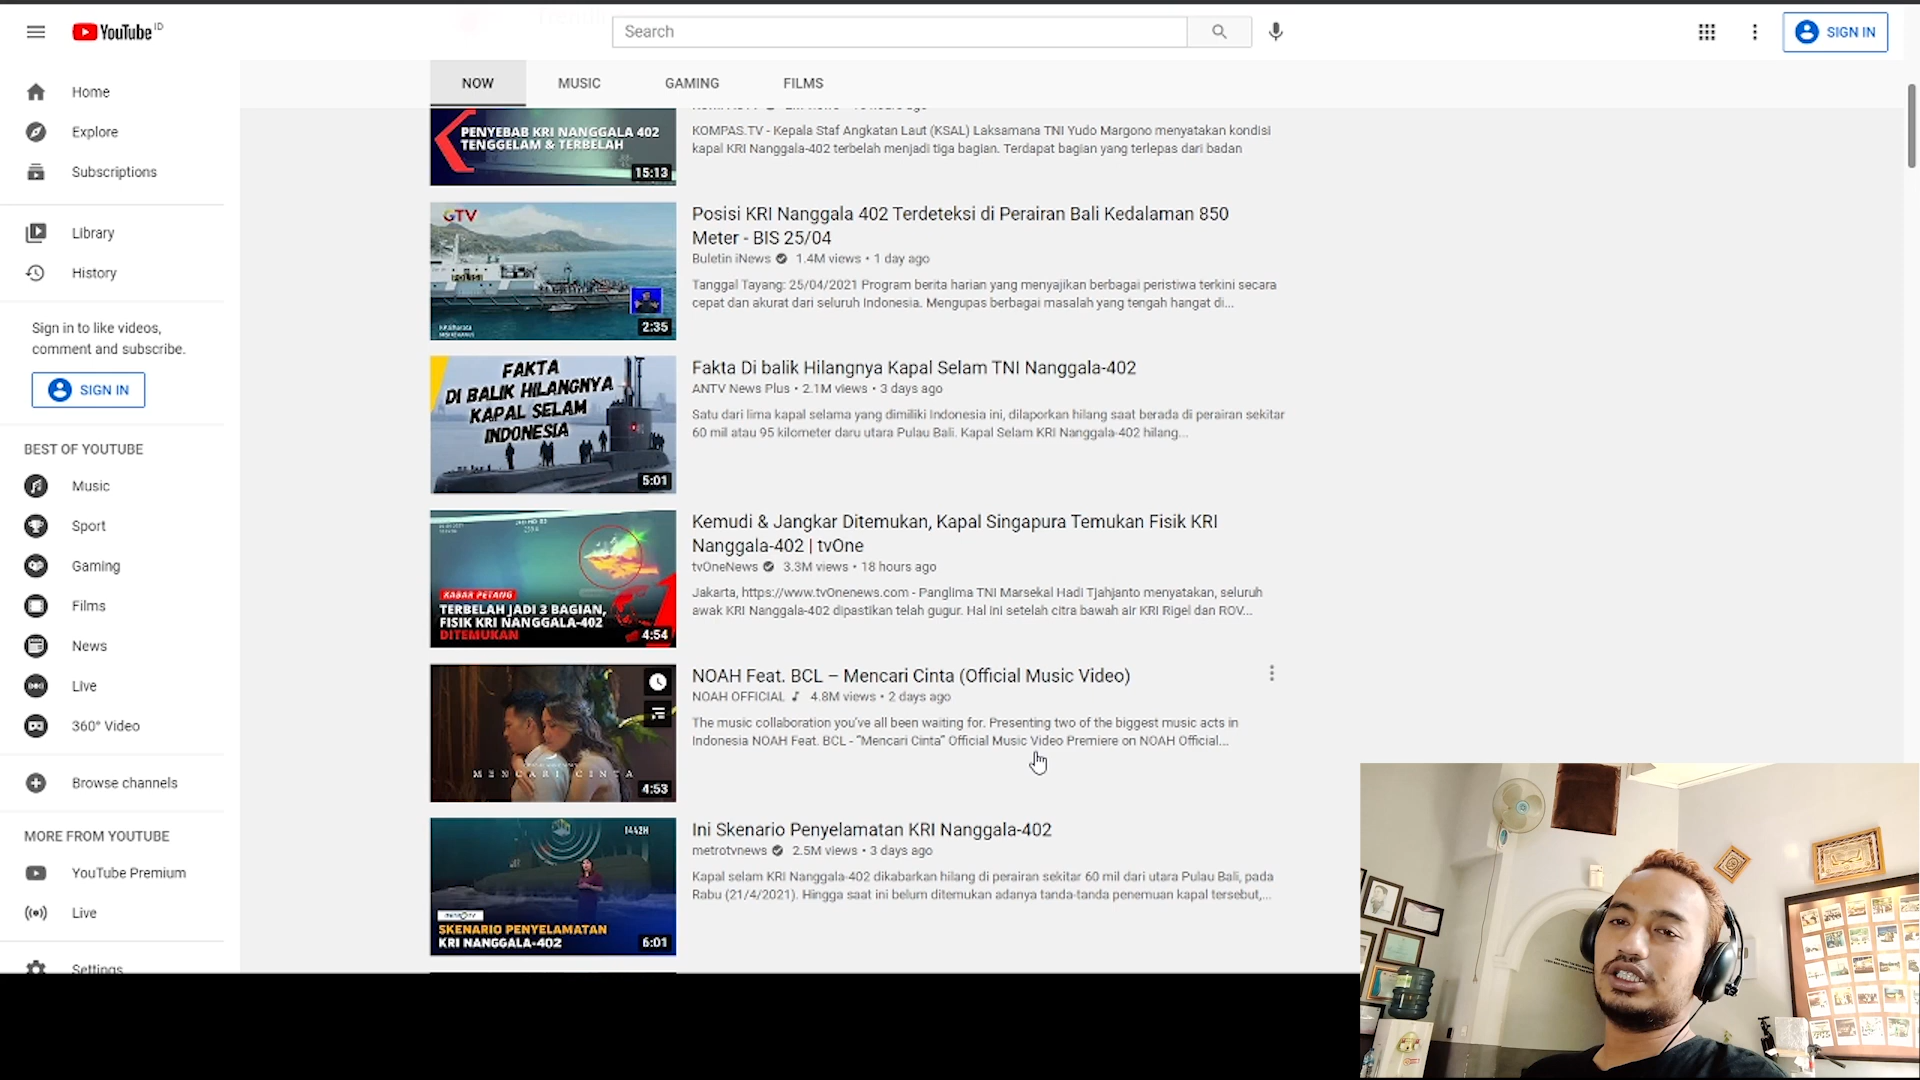 YouTube ID
Search
SIGN IN
Home
Explore
Subscriptions
Library
History
Sign in to like videos,
comment and subscribe.
SIGN IN
BEST OF YOUTUBE
Music
Sport
Gaming
Films
News
Live
360° Video
Browse channels
MORE FROM YOUTUBE
YouTube Premium
Live
Settings
NOW
MUSIC
GAMING
FILMS
PENYEBAB KRI NANGGALA 402
TENGGELAM & TERBELAH
15:13
KOMPAS.TV - Kepala Staf Angkatan Laut (KSAL) Laksamana TNI Yudo Margono menyatakan kondisi
kapal KRI Nanggala-402 terbelah menjadi tiga bagian. Terdapat bagian yang terlepas dari badan
GTV
2:35
Posisi KRI Nanggala 402 Terdeteksi di Perairan Bali Kedalaman 850
Meter - BIS 25/04
Buletin iNews 1.4M views • 1 day ago
Tanggal Tayang: 25/04/2021 Program berita harian yang menyajikan berbagai peristiwa terkini secara
cepat dan akurat dari seluruh Indonesia. Mengupas berbagai masalah yang tengah hangat di...
FAKTA
DI BALIK HILANGNYA
KAPAL SELAM
INDONESIA
5:01
Fakta Di balik Hilangnya Kapal Selam TNI Nanggala-402
ANTV News Plus • 2.1M views • 3 days ago
Satu dari lima kapal selama yang dimiliki Indonesia ini, dilaporkan hilang saat berada di perairan sekitar
60 mil atau 95 kilometer daru utara Pulau Bali. Kapal Selam KRI Nanggala-402 hilang...
KABAR PETANG
TERBELAH JADI 3 BAGIAN,
FISIK KRI NANGGALA-402
DITEMUKAN
4:54
Kemudi & Jangkar Ditemukan, Kapal Singapura Temukan Fisik KRI
Nanggala-402 | tvOne
tvOneNews 3.3M views • 18 hours ago
Jakarta, https://www.tvOnenews.com - Panglima TNI Marsekal Hadi Tjahjanto menyatakan, seluruh
awak KRI Nanggala-402 dipastikan telah gugur. Hal ini setelah citra bawah air KRI Rigel dan ROV...
MENCARI CINTA
4:53
NOAH Feat. BCL – Mencari Cinta (Official Music Video)
NOAH OFFICIAL 4.8M views • 2 days ago
The music collaboration you've all been waiting for. Presenting two of the biggest music acts in
Indonesia NOAH Feat. BCL - "Mencari Cinta" Official Music Video Premiere on NOAH Official...
SKENARIO PENYELAMATAN
KRI NANGGALA-402
6:01
Ini Skenario Penyelamatan KRI Nanggala-402
metrotvnews 2.5M views • 3 days ago
Kapal selam KRI Nanggala-402 dikabarkan hilang di perairan sekitar 60 mil dari utara Pulau Bali, pada
Rabu (21/4/2021). Hingga saat ini belum ditemukan adanya tanda-tanda penemuan kapal tersebut,...